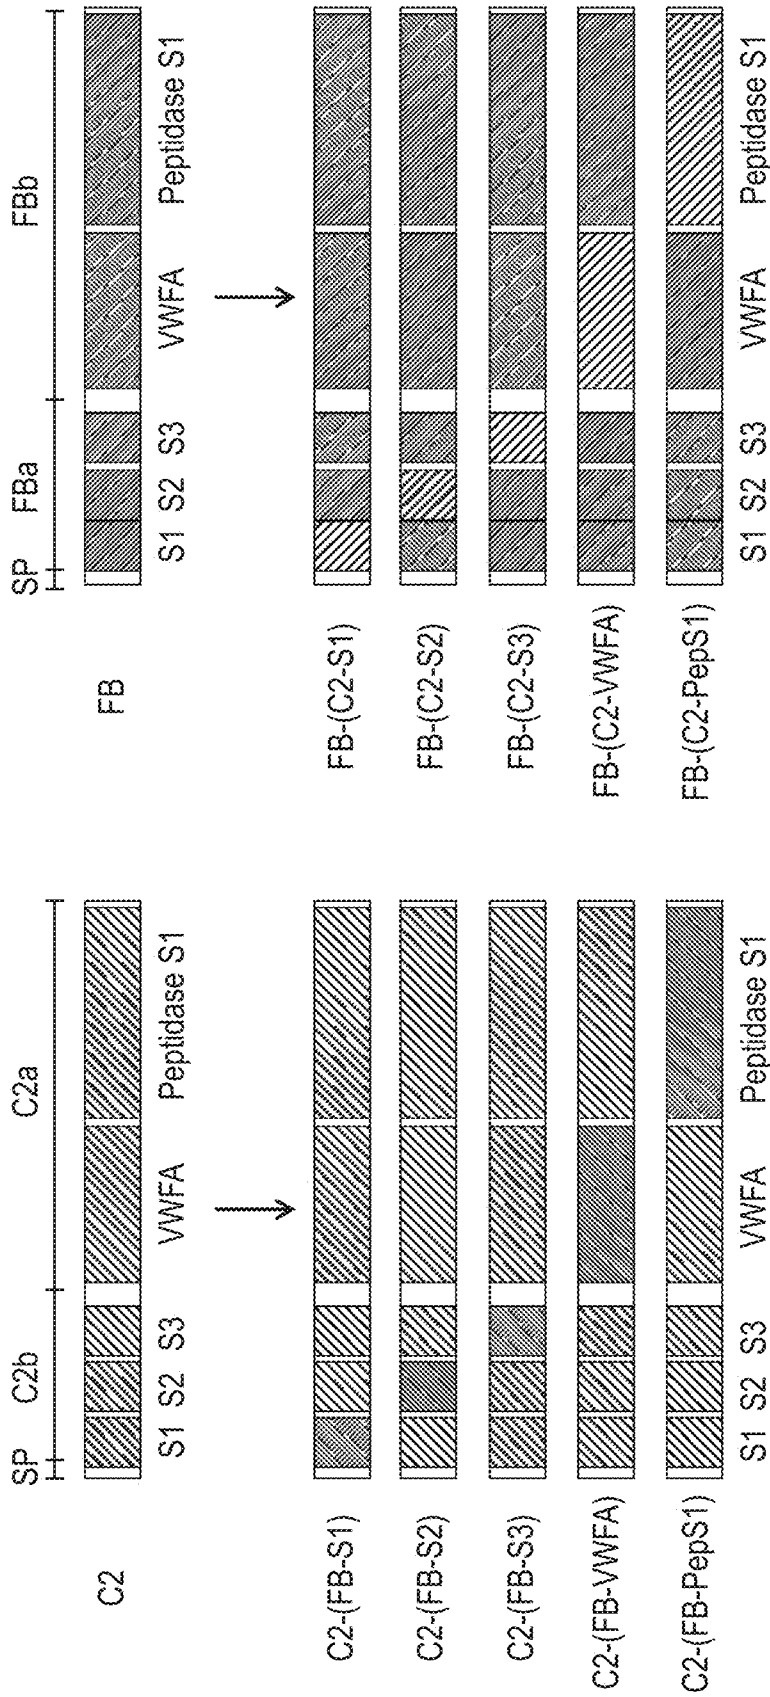 SP C2b C2a
C2
S1 S2 S3 VWFA Peptidase S1
C2-(FB-S1)
C2-(FB-S2)
C2-(FB-S3)
C2-(FB-VWFA)
C2-(FB-PepS1)
S1 S2 S3 VWFA Peptidase S1
SP FBa FBb
FB
S1 S2 S3 VWFA Peptidase S1
FB-(C2-S1)
FB-(C2-S2)
FB-(C2-S3)
FB-(C2-VWFA)
FB-(C2-PepS1)
S1 S2 S3 VWFA Peptidase S1